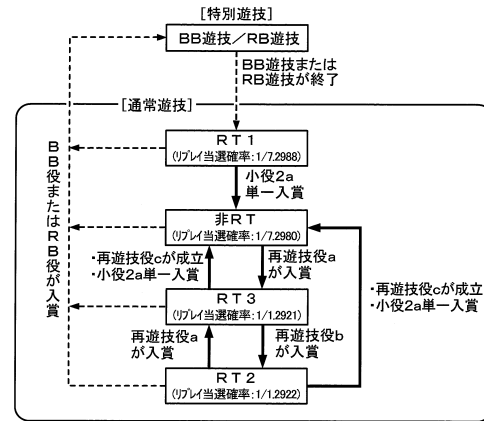 [特別遊技]
BB遊技／RB遊技
BB遊技または
RB遊技が終了
[通常遊技]
RT1
(リプレイ当選確率:1/7.2988)
小役2a
単一入賞
BB役またはRB役が入賞
非RT
(リプレイ当選確率:1/7.2980)
・再遊技役cが成立
・小役2a単一入賞
再遊技役a
が入賞
・再遊技役cが成立
・小役2a単一入賞
RT3
(リプレイ当選確率:1/1.2921)
再遊技役a
が入賞
再遊技役b
が入賞
RT2
(リプレイ当選確率:1/1.2922)